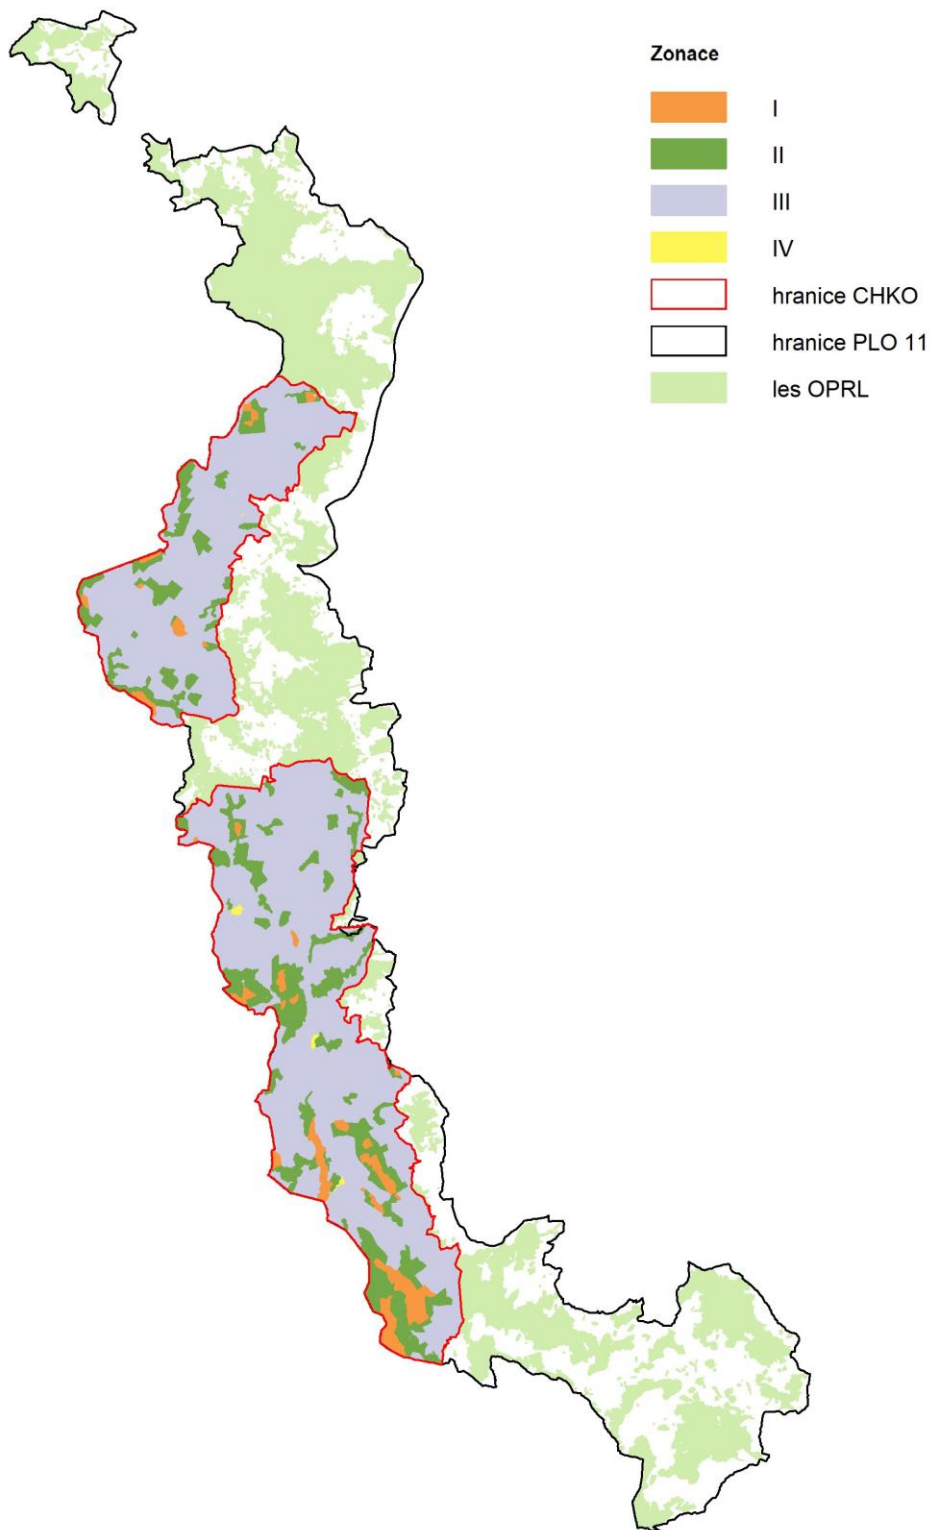 Zonace
I
II
III
IV
hranice CHKO
hranice PLO 11
les OPRL